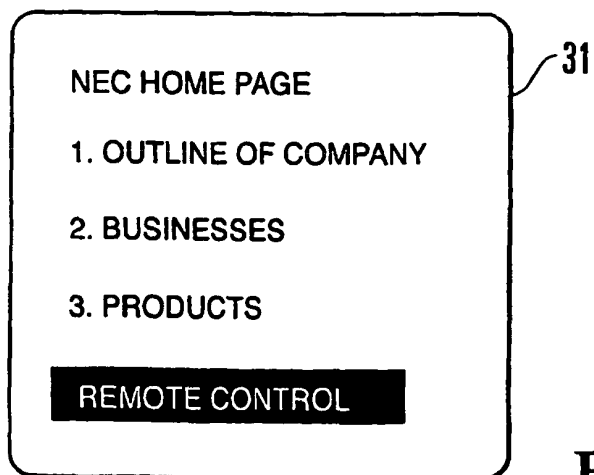 NEC HOME PAGE
31
1. OUTLINE OF COMPANY
2. BUSINESSES
3. PRODUCTS
REMOTE CONTROL